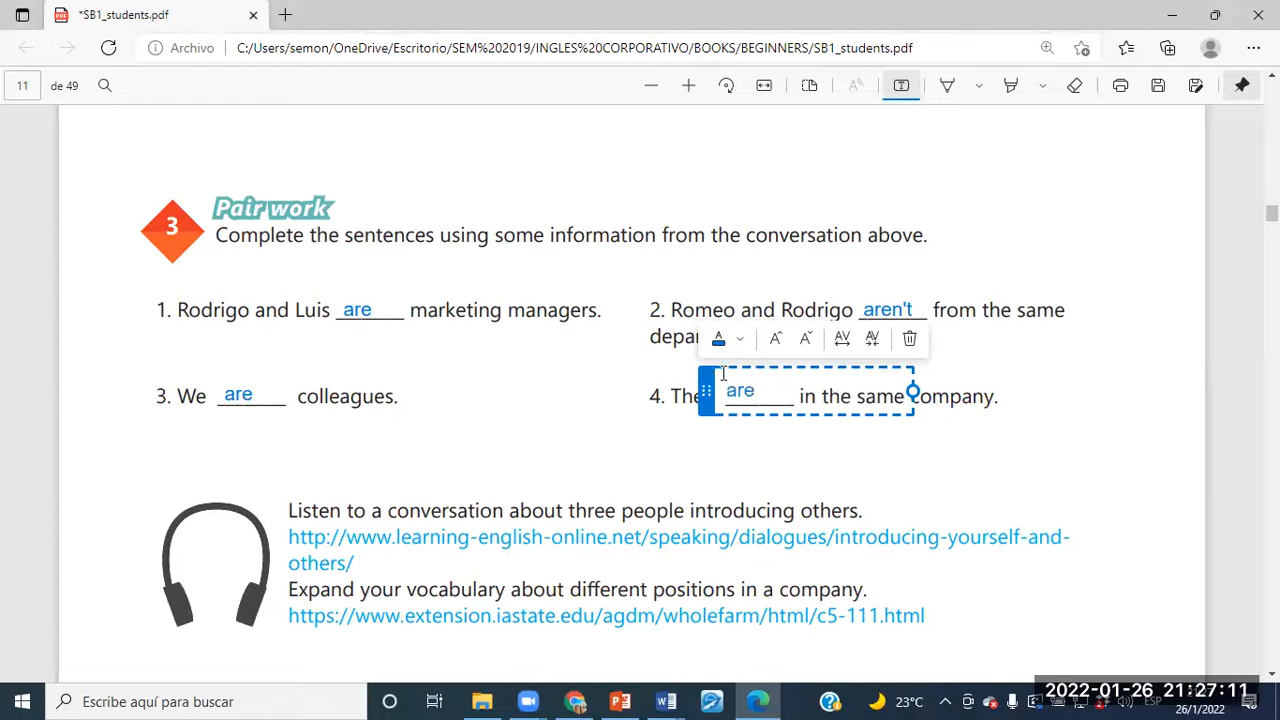 *SB1_students.pdf
Archivo
C:/Users/semon/OneDrive/Escritorio/SEM%202019/INGLES%20CORPORATIVO/BOOKS/BEGINNERS/SB1_students.pdf
11 de 49
3 Pair work
Complete the sentences using some information from the conversation above.
1. Rodrigo and Luis are marketing managers.
2. Romeo and Rodrigo aren't from the same
3. We are colleagues.
4. are in the same company.
Listen to a conversation about three people introducing others.
http://www.learning-english-online.net/speaking/dialogues/introducing-yourself-and-
others/
Expand your vocabulary about different positions in a company.
https://www.extension.iastate.edu/agdm/wholefarm/html/c5-111.html
Escribe aquí para buscar
23°C
ESP
2022-01-26 21:27:11
26/1/2022